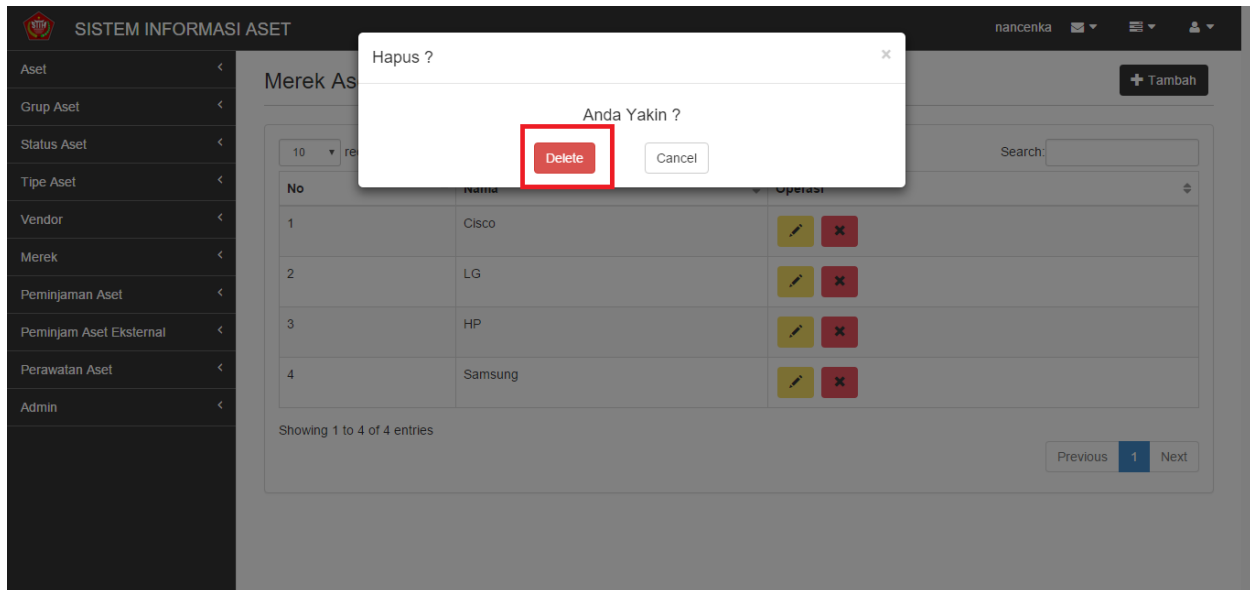 SISTEM INFORMASI ASET
nancenka
Aset
Grup Aset
Status Aset
Tipe Aset
Vendor
Merek
Peminjaman Aset
Peminjam Aset Eksternal
Perawatan Aset
Admin
Hapus ?
×
Anda Yakin ?
Delete Cancel
Merek As
Tambah
10 re
Search:
No Nama Operasi
1 Cisco
2 LG
3 HP
4 Samsung
Showing 1 to 4 of 4 entries
Previous 1 Next